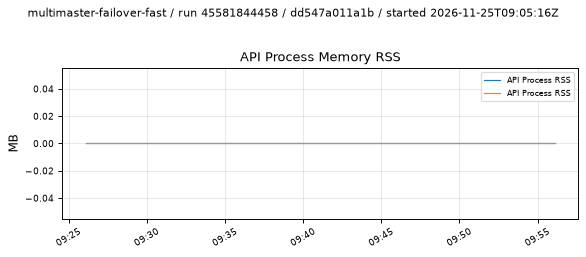 multimaster-failover-fast / run 45581844458 / dd547a011a1b / started 2026-11-25T09:05:16Z
API Process Memory RSS
API Process RSS
API Process RSS
MB
0.04
0.02
0.00
−0.02
−0.04
09:25
09:30
09:35
09:40
09:45
09:50
09:55